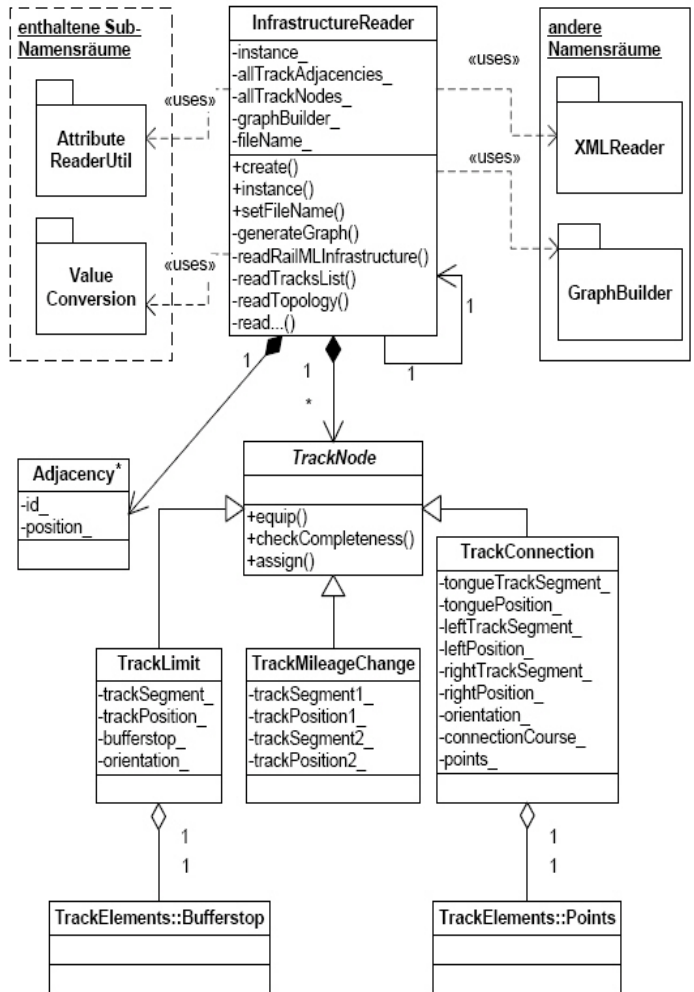 enthaltene Sub-
Namensräume
Attribute
ReaderUtil
Value
Conversion
«uses»
«uses»
InfrastructureReader
-instance_
-allTrackAdjacencies_
-allTrackNodes_
-graphBuilder_
-fileName_
+create()
+instance()
+setFileName()
-generateGraph()
-readRailMLInfrastructure()
-readTracksList()
-readTopology()
-read...()
«uses»
«uses»
andere
Namensräume
XMLReader
GraphBuilder
1
1
1
1
*
Adjacency*
-id_
-position_
TrackNode
+equip()
+checkCompleteness()
+assign()
TrackLimit
-trackSegment_
-trackPosition_
-bufferstop_
-orientation_
TrackMileageChange
-trackSegment1_
-trackPosition1_
-trackSegment2_
-trackPosition2_
TrackConnection
-tongueTrackSegment_
-tonguePosition_
-leftTrackSegment_
-leftPosition_
-rightTrackSegment_
-rightPosition_
-orientation_
-connectionCourse_
-points_
1
1
1
1
TrackElements::Bufferstop
TrackElements::Points